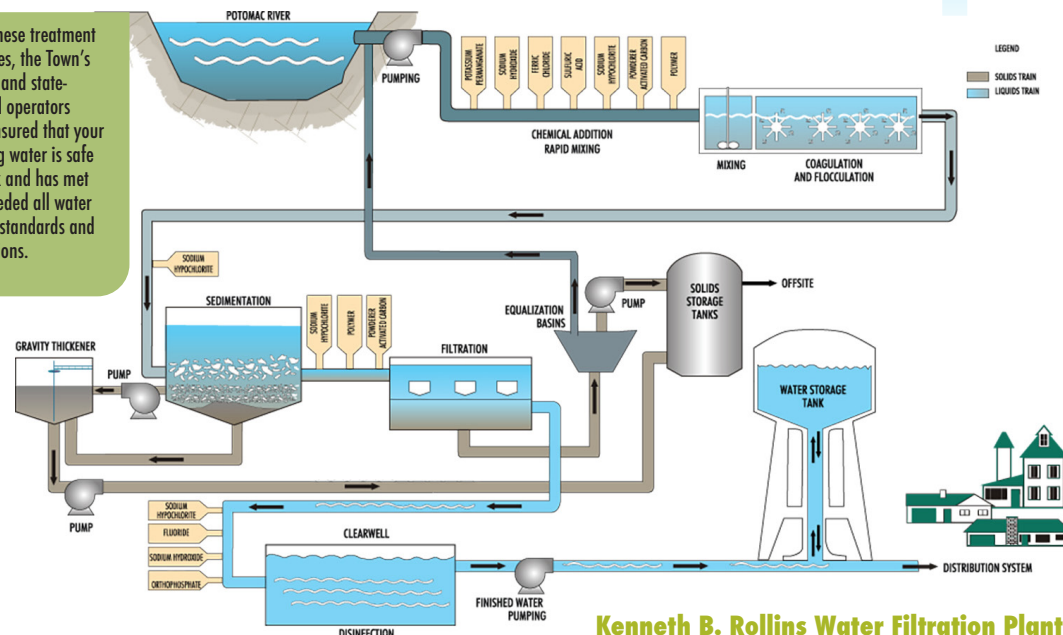 POTOMAC RIVER
treatment
es, the Town's
and state-
operators
nsured that your
g water is safe
and has met
eded all water
standards and
ons.
PUMPING
POTASSIUM
PERMANGANATE
SODIUM
HYDROXIDE
FERRIC
CHLORIDE
SULFURIC
ACID
SODIUM
HYPOCHLORITE
POWDERER
ACTIVATED CARBON
POLYMER
CHEMICAL ADDITION
RAPID MIXING
MIXING
COAGULATION
AND FLOCCULATION
LEGEND
SOLIDS TRAIN
LIQUIDS TRAIN
SODIUM
HYPOCHLORITE
SEDIMENTATION
SODIUM
HYPOCHLORITE
POLYMER
POWDERER
ACTIVATED CARBON
GRAVITY THICKENER
PUMP
FILTRATION
EQUALIZATION
BASINS
PUMP
SOLIDS
STORAGE
TANKS
OFFSITE
WATER STORAGE
TANK
PUMP
SODIUM
HYPOCHLORITE
FLUORIDE
SODIUM HYDROXIDE
ORTHOPHOSPHATE
CLEARWELL
DISINFECTION
FINISHED WATER
PUMPING
DISTRIBUTION SYSTEM
Kenneth B. Rollins Water Filtration Plant